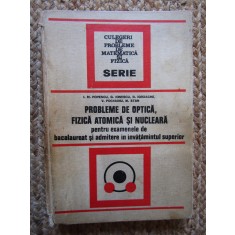 CULEGERI
DE
PROBLEME
DE
MATEMATICĂ
ȘI
FIZICĂ
SERIE
I. M. POPESCU,
PROBLEME DE OPTICĂ,
FIZICĂ ATOMICĂ ȘI NUCLEARĂ
pentru examenele de
bacalaureat și admitere în învățămîntul superior